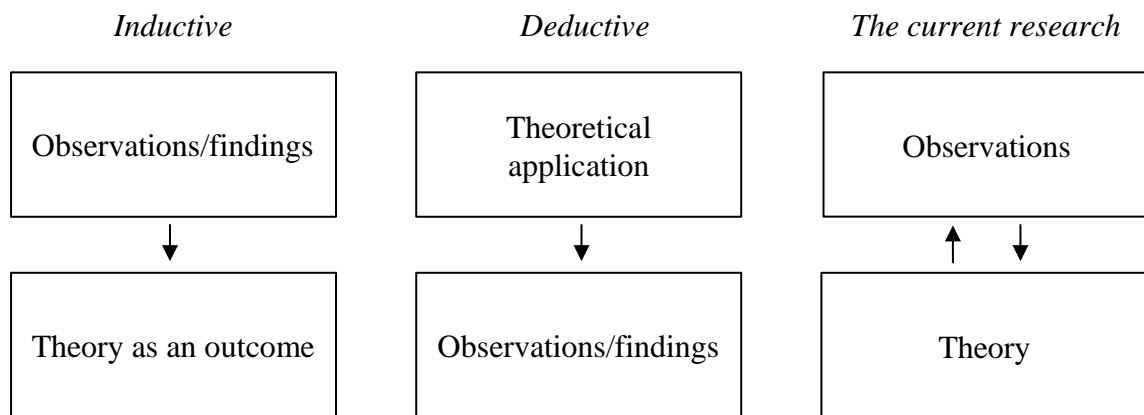 Inductive
Deductive
The current research
Observations/findings
Theoretical
application
Observations
Theory as an outcome
Observations/findings
Theory